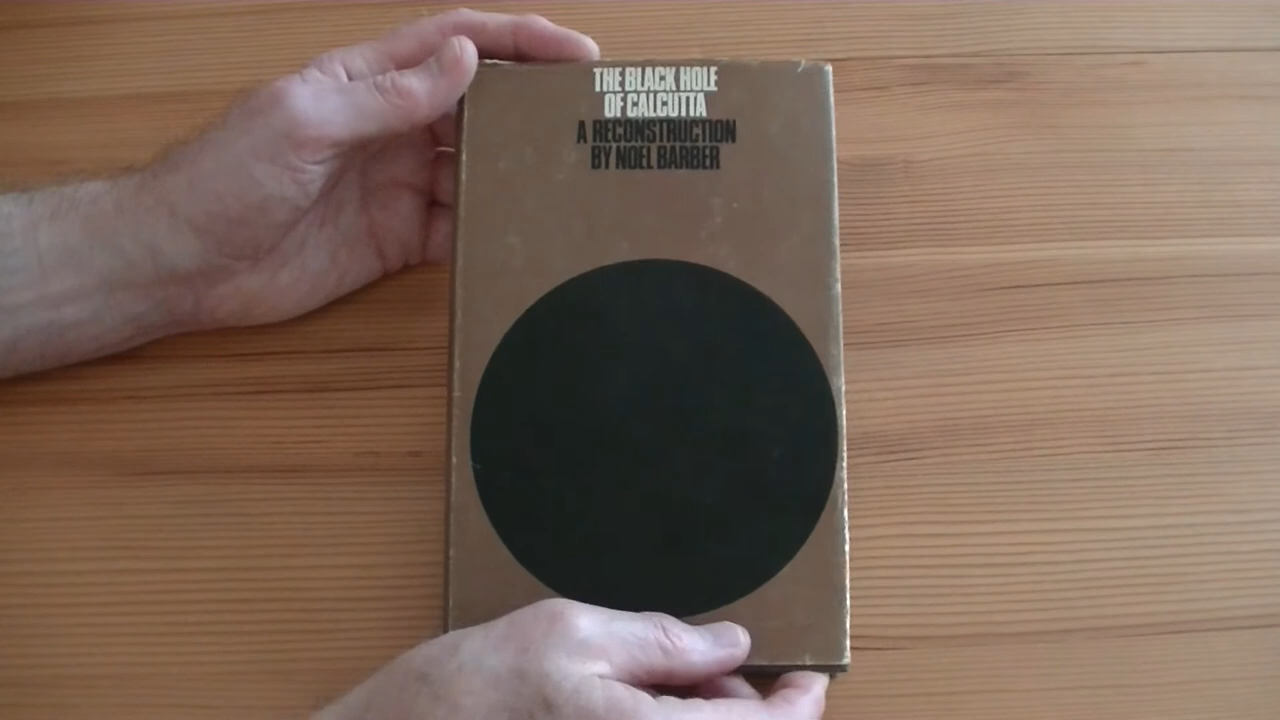 THE BLACK HOLE
OF CALCUTTA
A RECONSTRUCTION
BY NOEL BARBER